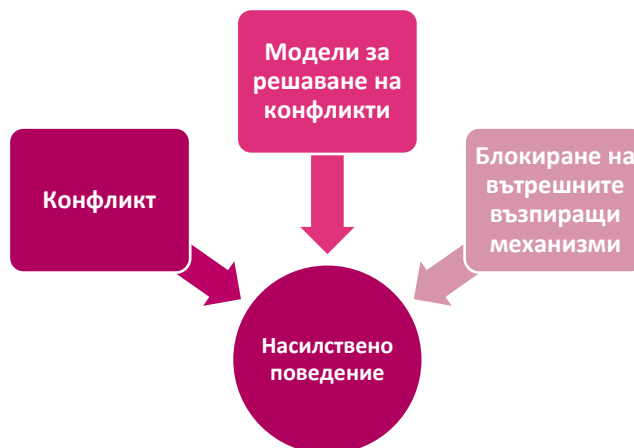 Модели за
решаване на
конфликти
Конфликт
Блокиране на
вътрешните
възпиращи
механизми
Насилствено
поведение